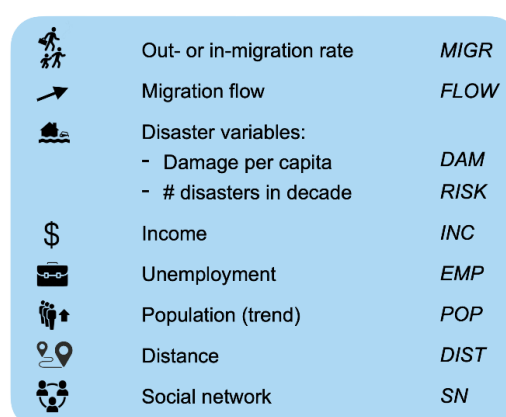 Out- or in-migration rate MIGR
Migration flow FLOW
Disaster variables:
- Damage per capita DAM
- # disasters in decade RISK
$ Income INC
Unemployment EMP
Population (trend) POP
Distance DIST
Social network SN